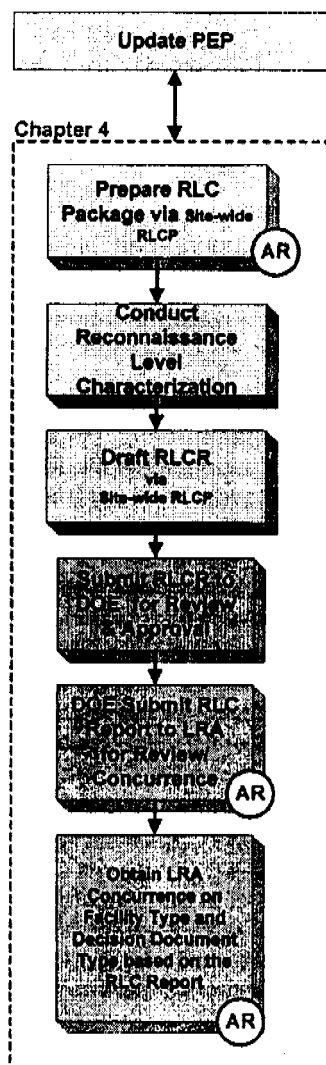 Update PEP
Chapter 4
Prepare RLC
Package via Site-wide
RLCP
AR
Conduct
Reconnaissance
Level
Characterization
Draft RLCR
via
Site-wide RLCP
Submit RLCR to
DOE for Review
& Approval
DOE Submit RLC
Report to LRA
for Review/
Concurrence
AR
Obtain LRA
Concurrence on
Facility Type and
Decision Document
Type based on the
RLC Report
AR